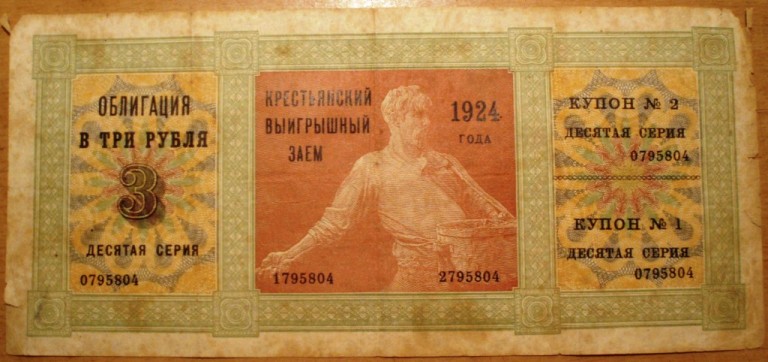 ОБЛИГАЦИЯ
В ТРИ РУБЛЯ
3
ДЕСЯТАЯ СЕРИЯ
0795804
КРЕСТЬЯНСКИЙ
ВЫИГРЫШНЫЙ
ЗАЕМ
1924
ГОДА
1795804
2795804
КУПОН № 2
ДЕСЯТАЯ СЕРИЯ
0795804
КУПОН № 1
ДЕСЯТАЯ СЕРИЯ
0795804